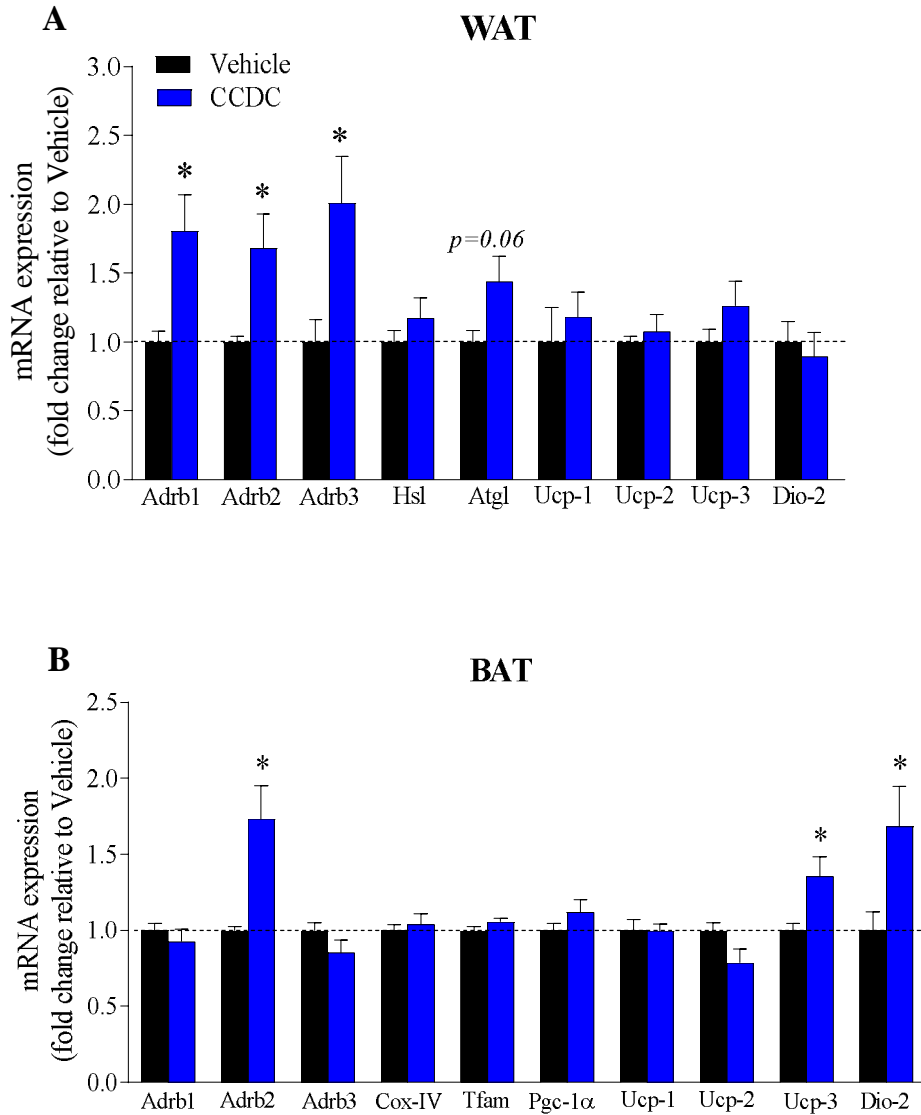 A
WAT
Vehicle
CCDC
mRNA expression
(fold change relative to Vehicle)
3.0
2.5
2.0
1.5
1.0
0.5
0.0
*
*
*
p=0.06
Adrb1 Adrb2 Adrb3 Hsl Atgl Ucp-1 Ucp-2 Ucp-3 Dio-2
B
BAT
mRNA expression
(fold change relative to Vehicle)
2.5
2.0
1.5
1.0
0.5
0.0
*
*
*
Adrb1 Adrb2 Adrb3 Cox-IV Tfam Pgc-1α Ucp-1 Ucp-2 Ucp-3 Dio-2